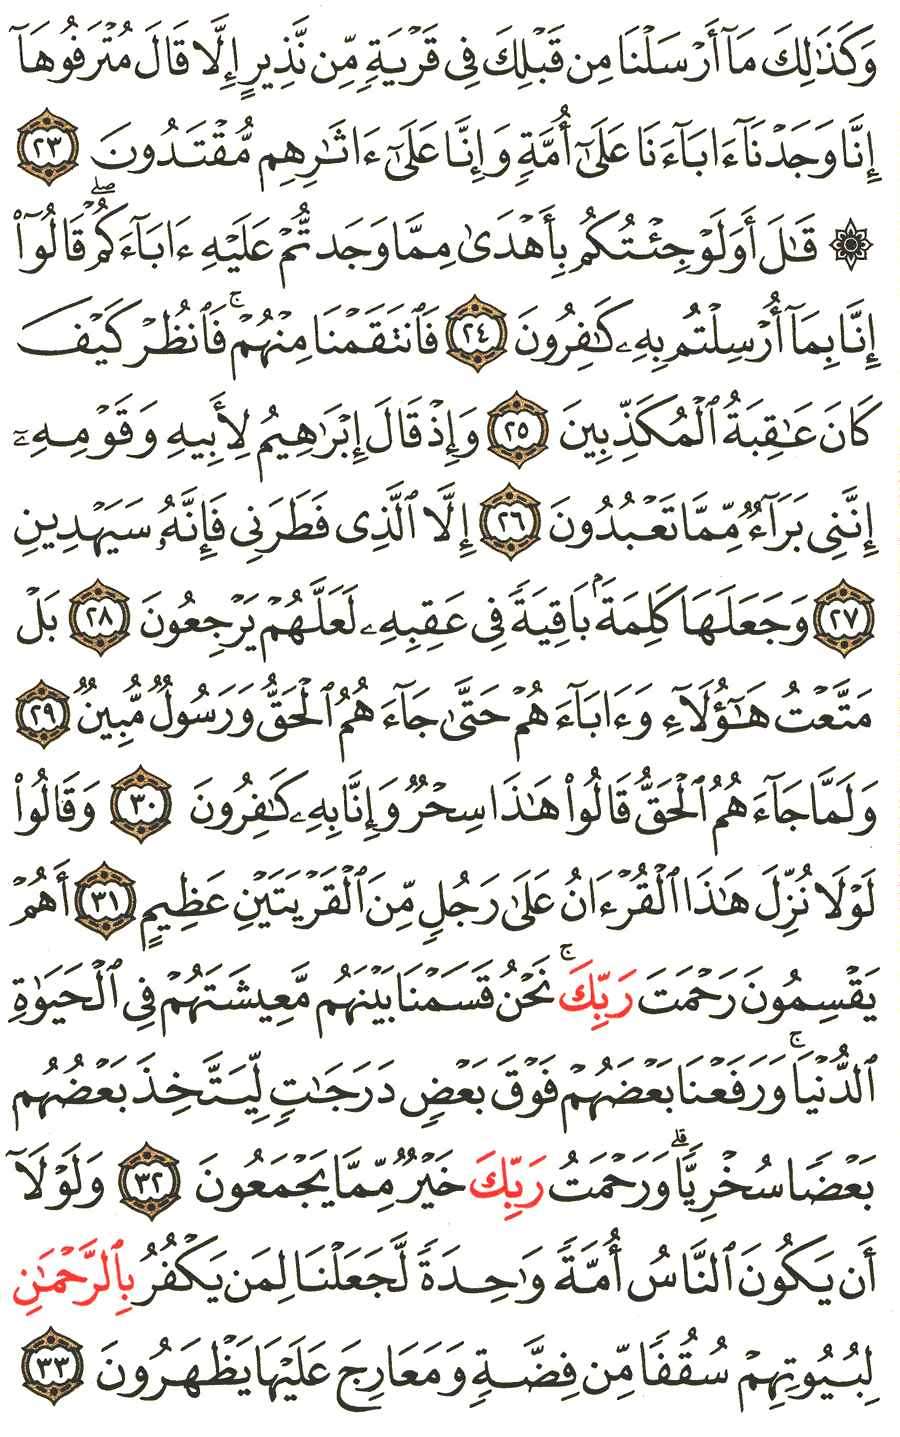 وَكَذَٰلِكَ مَآ أَرْسَلْنَا مِن قَبْلِكَ فِى قَرْيَةٍ مِّن نَّذِيرٍ إِلَّا قَالَ مُتْرَفُوهَآ
إِنَّا وَجَدْنَآ ءَابَآءَنَا عَلَىٰٓ أُمَّةٍ وَإِنَّا عَلَىٰٓ ءَاثَٰرِهِم مُّقْتَدُونَ ٢٣
۞ قَٰلَ أَوَلَوْ جِئْتُكُم بِأَهْدَىٰ مِمَّا وَجَدتُّمْ عَلَيْهِ ءَابَآءَكُمْ ۖ قَالُوٓا۟
إِنَّا بِمَآ أُرْسِلْتُم بِهِۦ كَٰفِرُونَ ٢٤ فَٱنتَقَمْنَا مِنْهُمْ ۚ فَٱنظُرْ كَيْفَ
كَانَ عَٰقِبَةُ ٱلْمُكَذِّبِينَ ٢٥ وَإِذْ قَالَ إِبْرَٰهِيمُ لِأَبِيهِ وَقَوْمِهِۦٓ
إِنَّنِى بَرَآءٌ مِّمَّا تَعْبُدُونَ ٢٦ إِلَّا ٱلَّذِى فَطَرَنِى فَإِنَّهُۥ سَيَهْدِينِ
٢٧ وَجَعَلَهَا كَلِمَةًۢ بَاقِيَةً فِى عَقِبِهِۦ لَعَلَّهُمْ يَرْجِعُونَ ٢٨ بَلْ
مَتَّعْتُ هَٰٓؤُلَآءِ وَءَابَآءَهُمْ حَتَّىٰ جَآءَهُمُ ٱلْحَقُّ وَرَسُولٌ مُّبِينٌ ٢٩
وَلَمَّا جَآءَهُمُ ٱلْحَقُّ قَالُوا۟ هَٰذَا سِحْرٌ وَإِنَّا بِهِۦ كَٰفِرُونَ ٣٠ وَقَالُوا۟
لَوْلَا نُزِّلَ هَٰذَا ٱلْقُرْءَانُ عَلَىٰ رَجُلٍ مِّنَ ٱلْقَرْيَتَيْنِ عَظِيمٍ ٣١ أَهُمْ
يَقْسِمُونَ رَحْمَتَ رَبِّكَ ۚ نَحْنُ قَسَمْنَا بَيْنَهُم مَّعِيشَتَهُمْ فِى ٱلْحَيَوٰةِ
ٱلدُّنْيَا ۚ وَرَفَعْنَا بَعْضَهُمْ فَوْقَ بَعْضٍ دَرَجَٰتٍ لِّيَتَّخِذَ بَعْضُهُم
بَعْضًا سُخْرِيًّا ۗ وَرَحْمَتُ رَبِّكَ خَيْرٌ مِّمَّا يَجْمَعُونَ ٣٢ وَلَوْلَآ
أَن يَكُونَ ٱلنَّاسُ أُمَّةً وَٰحِدَةً لَّجَعَلْنَا لِمَن يَكْفُرُ بِٱلرَّحْمَٰنِ
لِبُيُوتِهِمْ سُقُفًا مِّن فِضَّةٍ وَمَعَارِجَ عَلَيْهَا يَظْهَرُونَ ٣٣